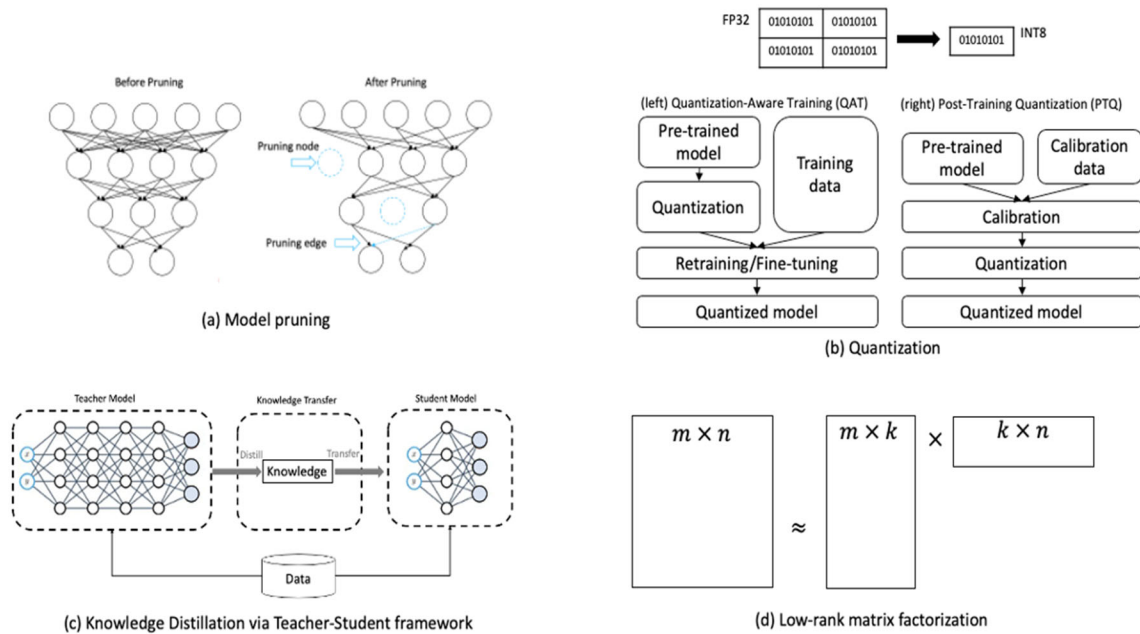 Before Pruning
After Pruning
Pruning node
Pruning edge
(a) Model pruning
FP32
01010101
01010101
01010101
01010101
01010101
INT8
(left) Quantization-Aware Training (QAT)
Pre-trained
model
Training
data
Quantization
Retraining/Fine-tuning
Quantized model
(right) Post-Training Quantization (PTQ)
Pre-trained
model
Calibration
data
Calibration
Quantization
Quantized model
(b) Quantization
Teacher Model
Knowledge Transfer
Student Model
x
y
Distill
Knowledge
Transfer
x
y
Data
(c) Knowledge Distillation via Teacher-Student framework
m × n
≈
m × k
×
k × n
(d) Low-rank matrix factorization